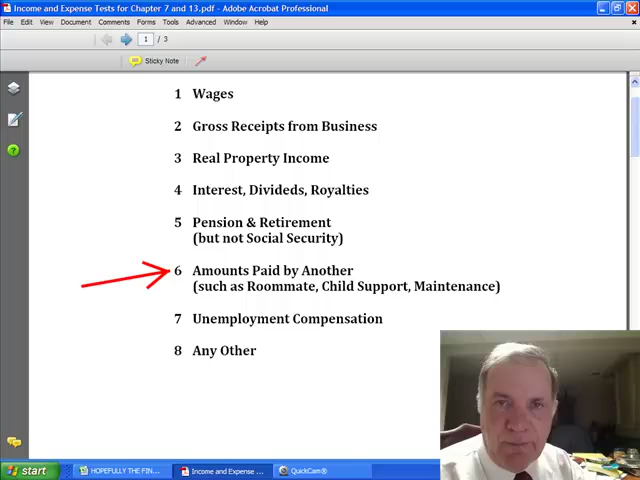 Income and Expense Tests for Chapter 7 and 13.pdf - Adobe Acrobat Professional
File Edit View Document Comments Forms Tools Advanced Window Help
1 / 3
Sticky Note
1 Wages
2 Gross Receipts from Business
3 Real Property Income
4 Interest, Divideds, Royalties
5 Pension & Retirement
(but not Social Security)
6 Amounts Paid by Another
(such as Roommate, Child Support, Maintenance)
7 Unemployment Compensation
8 Any Other
start HOPEFULLY THE FIN... Income and Expense ... QuickCam®